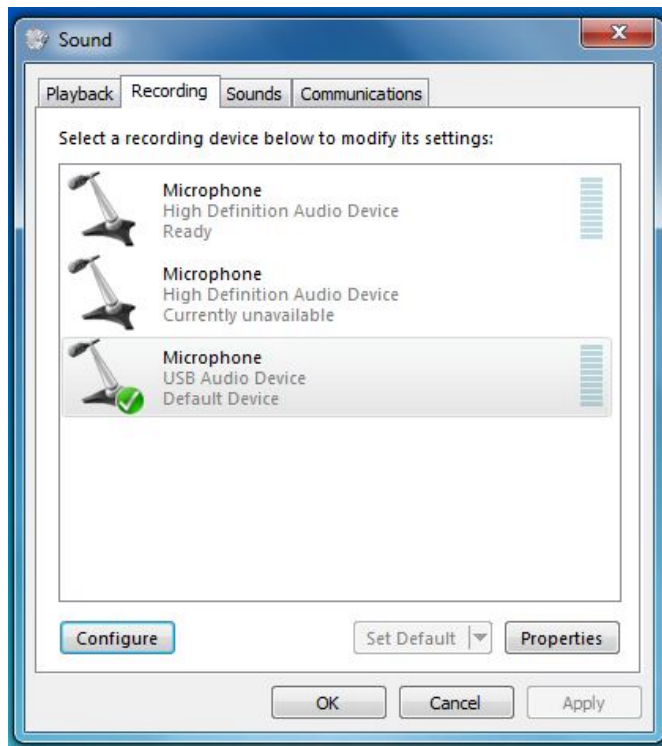 Sound
Playback Recording Sounds Communications
Select a recording device below to modify its settings:
Microphone
High Definition Audio Device
Ready
Microphone
High Definition Audio Device
Currently unavailable
Microphone
USB Audio Device
Default Device
Configure Set Default Properties
OK Cancel Apply